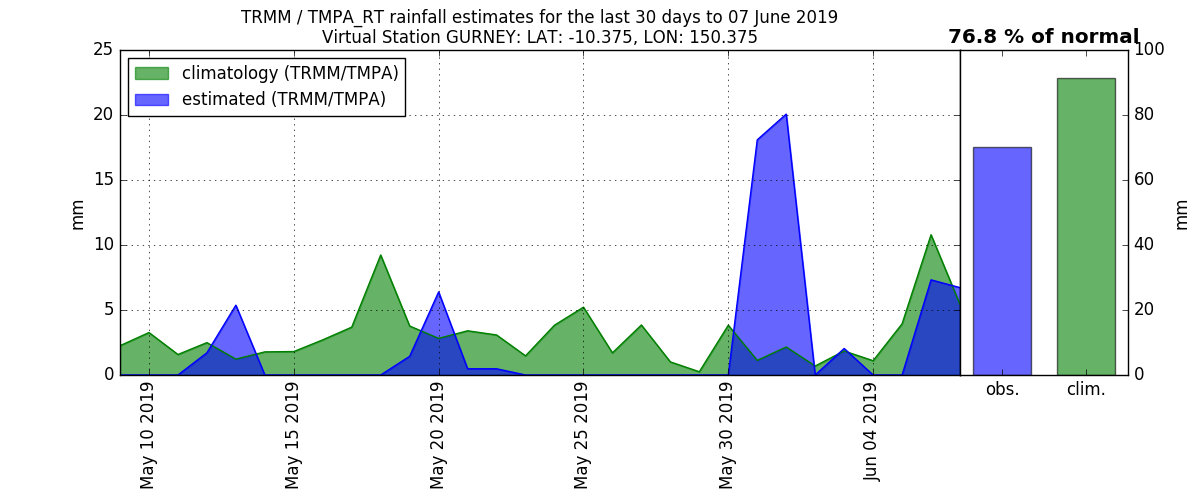 TRMM / TMPA_RT rainfall estimates for the last 30 days to 07 June 2019
Virtual Station GURNEY: LAT: -10.375, LON: 150.375
76.8 % of normal
climatology (TRMM/TMPA)
estimated (TRMM/TMPA)
25
20
15
10
5
0
mm
May 10 2019
May 15 2019
May 20 2019
May 25 2019
May 30 2019
Jun 04 2019
obs.
clim.
100
80
60
40
20
0
mm